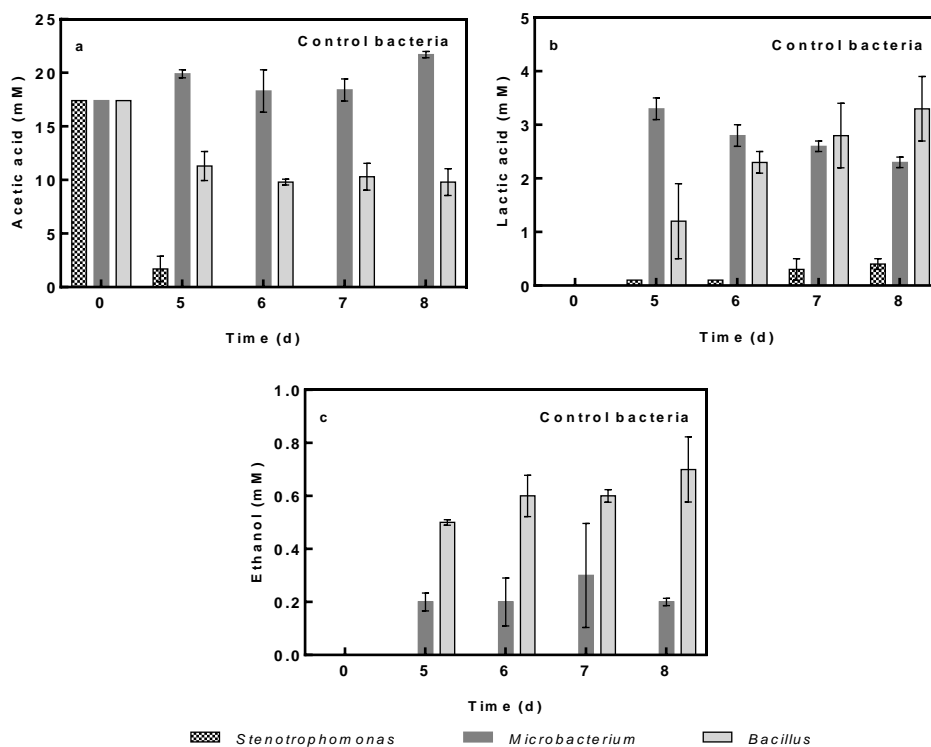 a
Control bacteria
Acetic acid (mM)
25
20
15
10
5
0
0 5 6 7 8
Time (d)
b
Control bacteria
Lactic acid (mM)
5
4
3
2
1
0
0 5 6 7 8
Time (d)
c
Control bacteria
Ethanol (mM)
1.0
0.8
0.6
0.4
0.2
0.0
0 5 6 7 8
Time (d)
Stenotrophomonas Microbacterium Bacillus